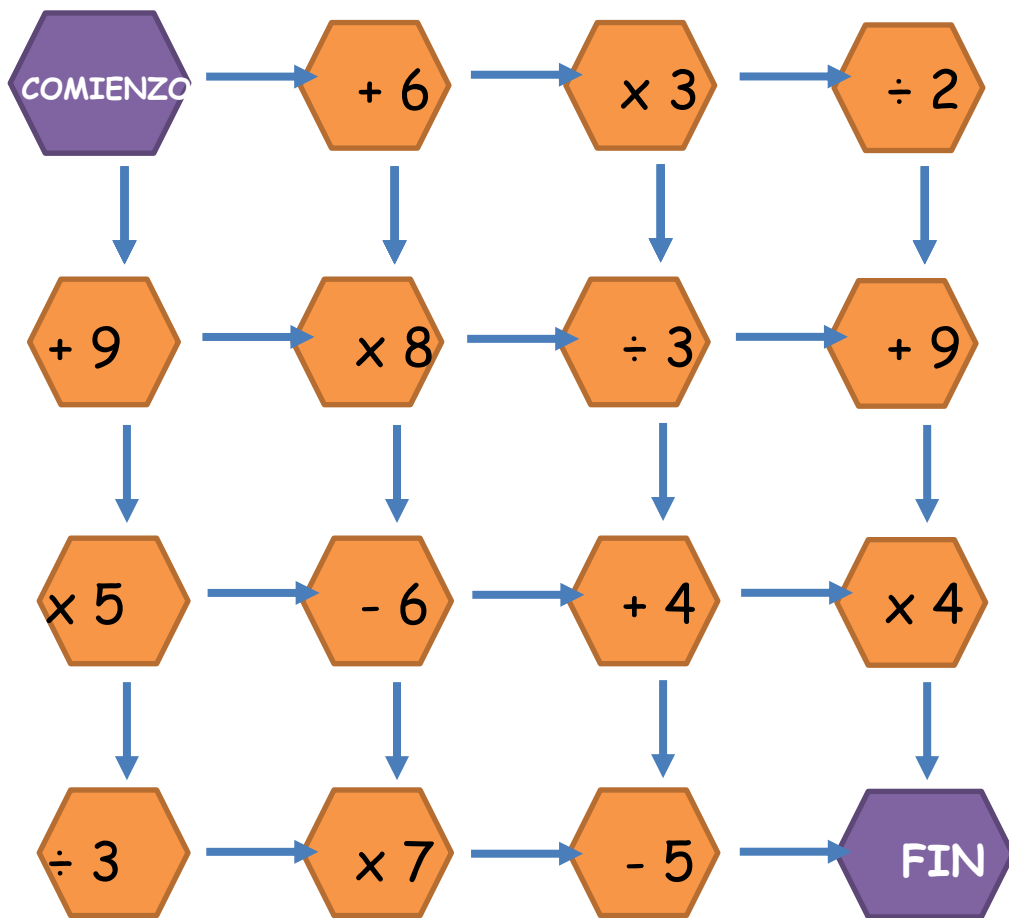 COMIENZO + 6 x 3 ÷ 2
+ 9 x 8 ÷ 3 + 9
x 5 - 6 + 4 x 4
÷ 3 x 7 - 5 FIN